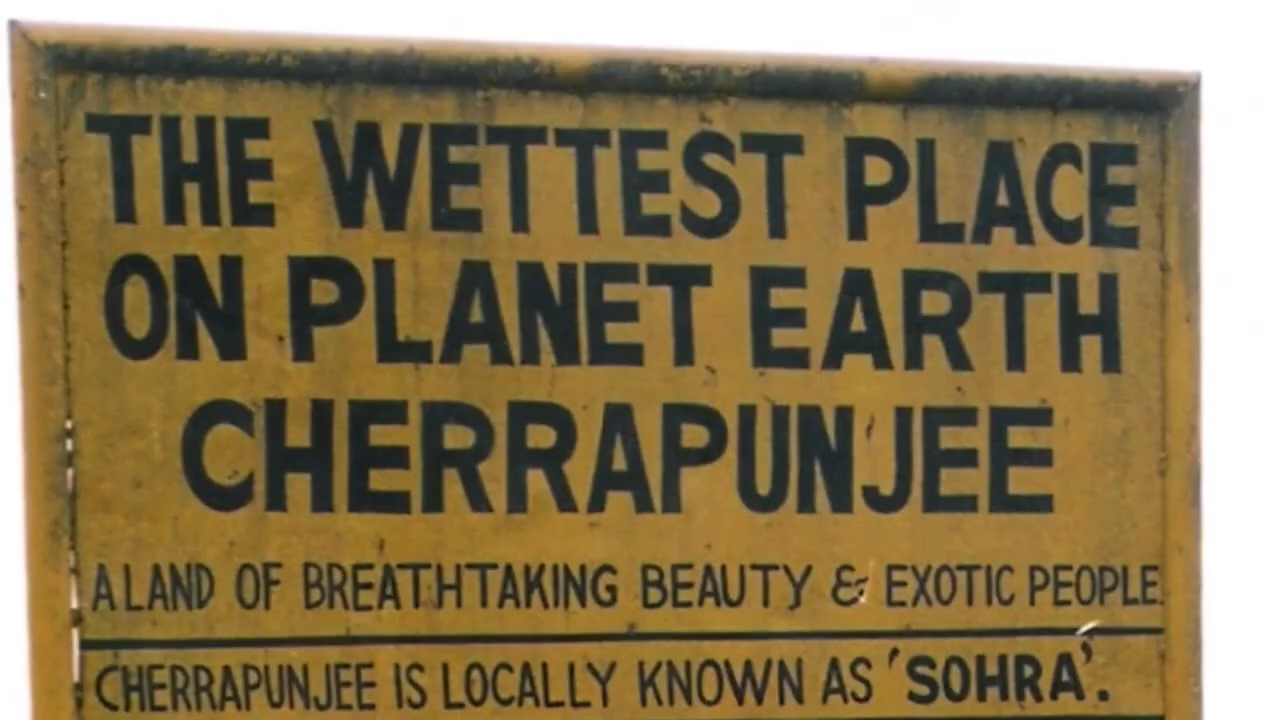 THE WETTEST PLACE
ON PLANET EARTH
CHERRAPUNJEE
A LAND OF BREATHTAKING BEAUTY & EXOTIC PEOPLE
CHERRAPUNJEE IS LOCALLY KNOWN AS 'SOHRA'.